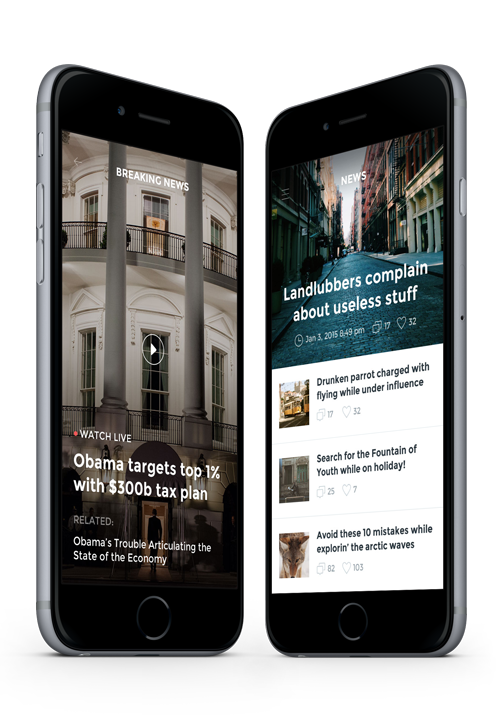 BREAKING NEWS
WATCH LIVE
Obama targets top 1%
with $300b tax plan
RELATED:
Obama's Trouble Articulating the
State of the Economy
NEWS
Landlubbers complain
about useless stuff
Jan 3, 2015 8:49 pm 17 32
Drunken parrot charged with
flying while under influence
17 32
Search for the Fountain of
Youth while on holiday!
25 7
Avoid these 10 mistakes while
explorin' the arctic waves
82 103